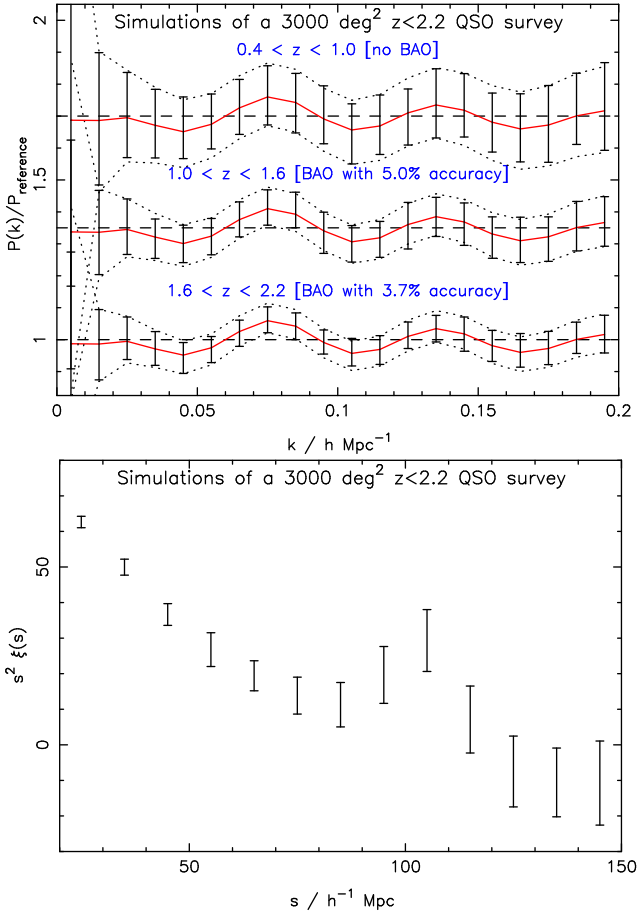 Simulations of a 3000 deg² z<2.2 QSO survey
0.4 < z < 1.0 [no BAO]
1.0 < z < 1.6 [BAO with 5.0% accuracy]
1.6 < z < 2.2 [BAO with 3.7% accuracy]
P(k)/P_reference
2
1.5
1
0
0.05
0.1
0.15
0.2
k / h Mpc⁻¹
Simulations of a 3000 deg² z<2.2 QSO survey
s² ξ(s)
50
0
50
100
150
s / h⁻¹ Mpc